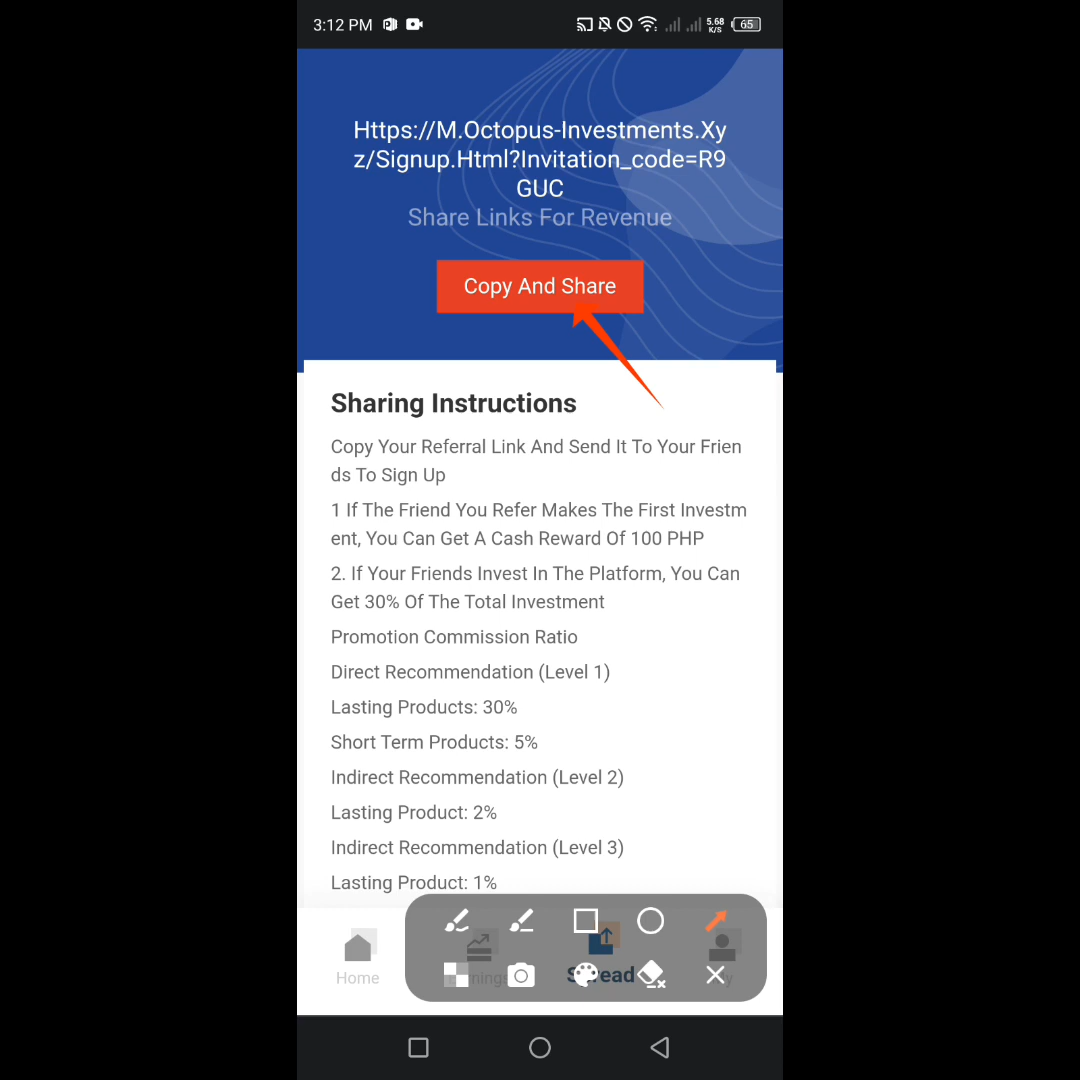 3:12 PM
5.68
K/S
65
Https://M.Octopus-Investments.Xy
z/Signup.Html?Invitation_code=R9
GUC
Share Links For Revenue
Copy And Share
Sharing Instructions
Copy Your Referral Link And Send It To Your Frien
ds To Sign Up
1 If The Friend You Refer Makes The First Investm
ent, You Can Get A Cash Reward Of 100 PHP
2. If Your Friends Invest In The Platform, You Can
Get 30% Of The Total Investment
Promotion Commission Ratio
Direct Recommendation (Level 1)
Lasting Products: 30%
Short Term Products: 5%
Indirect Recommendation (Level 2)
Lasting Product: 2%
Indirect Recommendation (Level 3)
Lasting Product: 1%
Home